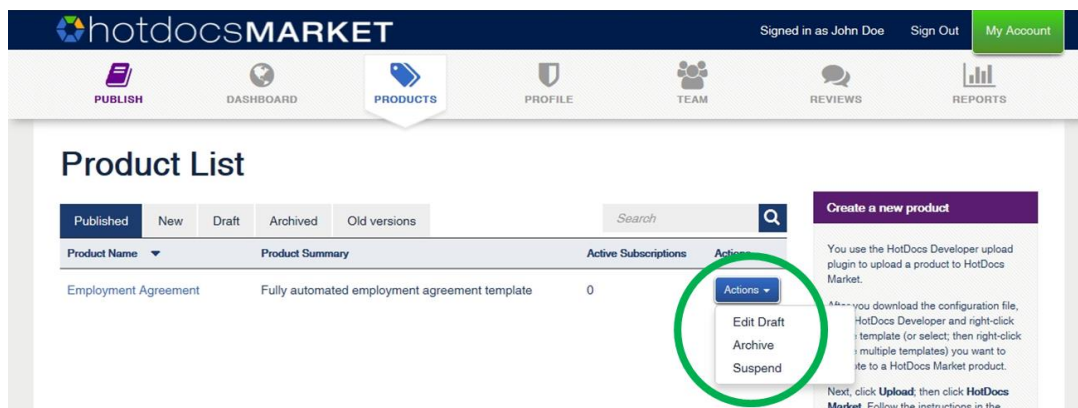 hotdocsMARKET
Signed in as John Doe
Sign Out
My Account
PUBLISH
DASHBOARD
PRODUCTS
PROFILE
TEAM
REVIEWS
REPORTS
Product List
Published
New
Draft
Archived
Old versions
Search
Product Name
Product Summary
Active Subscriptions
Actions
Employment Agreement
Fully automated employment agreement template
0
Actions
Edit Draft
Archive
Suspend
Create a new product
You use the HotDocs Developer upload
plugin to upload a product to HotDocs
Market.
you download the configuration file,
HotDocs Developer and right-click
template (or select; then right-click
multiple templates) you want to
to a HotDocs Market product.
Next, click Upload; then click HotDocs
Market. Follow the instructions in the